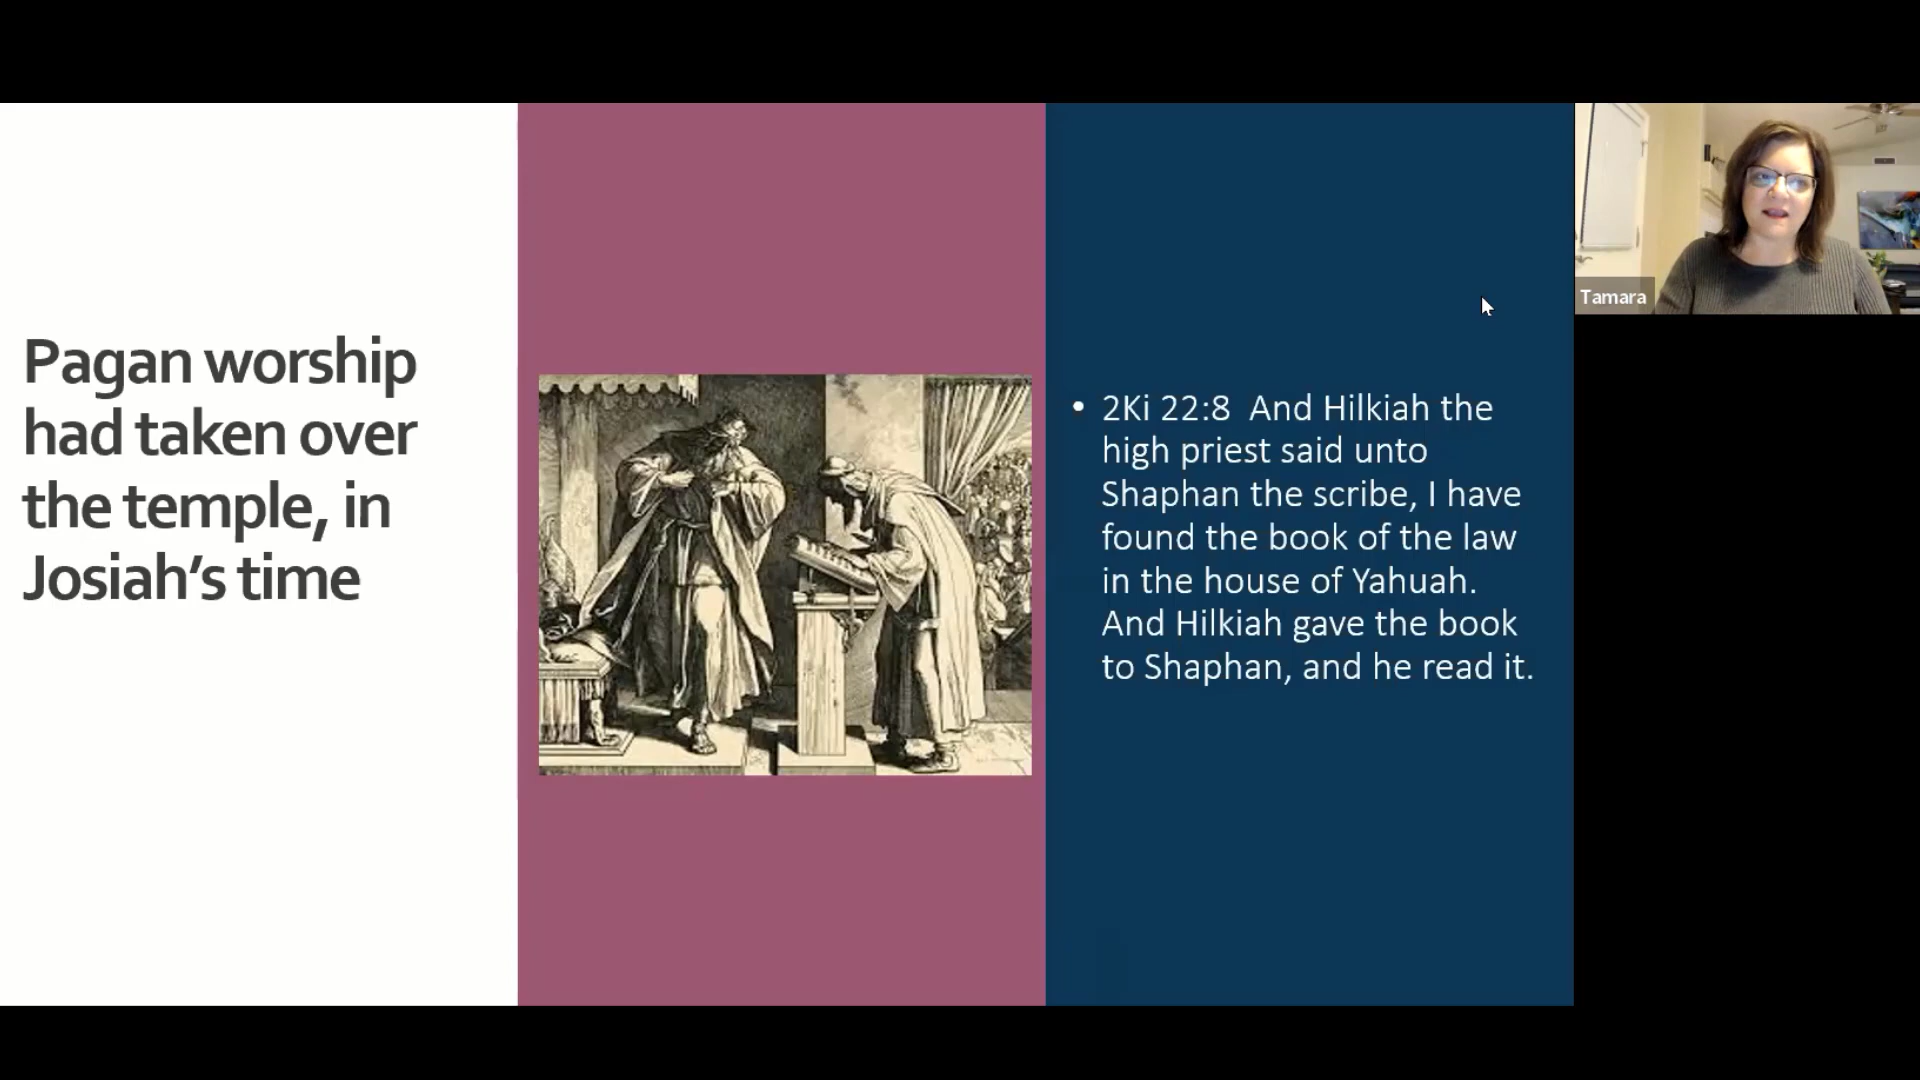 Pagan worship
had taken over
the temple, in
Josiah’s time
• 2Ki 22:8  And Hilkiah the
high priest said unto
Shaphan the scribe, I have
found the book of the law
in the house of Yahuah.
And Hilkiah gave the book
to Shaphan, and he read it.
Tamara